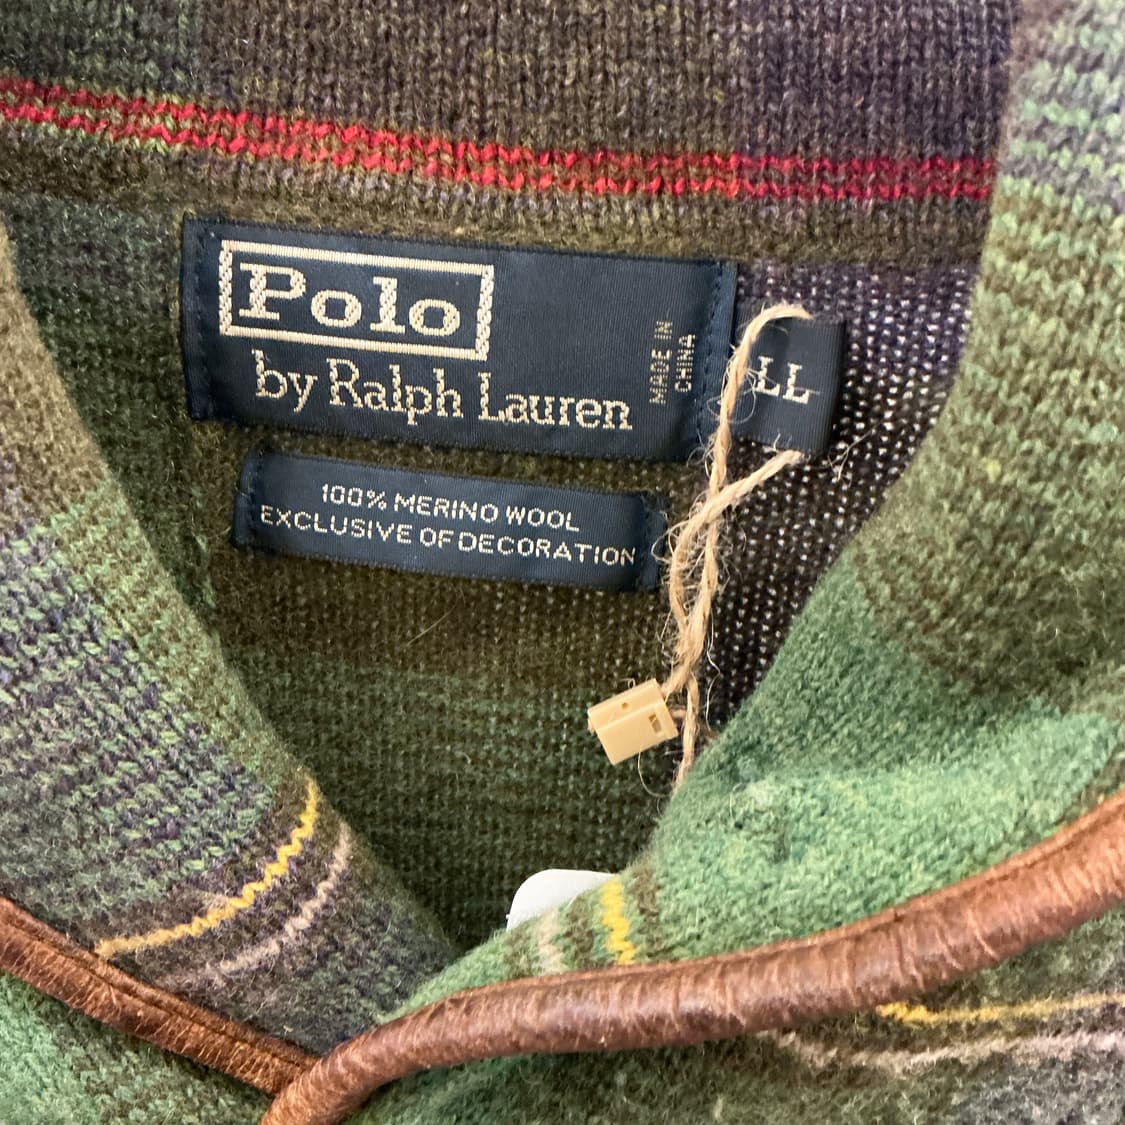 Polo
by Ralph Lauren
MADE IN
CHINA
LL
100% MERINO WOOL
EXCLUSIVE OF DECORATION